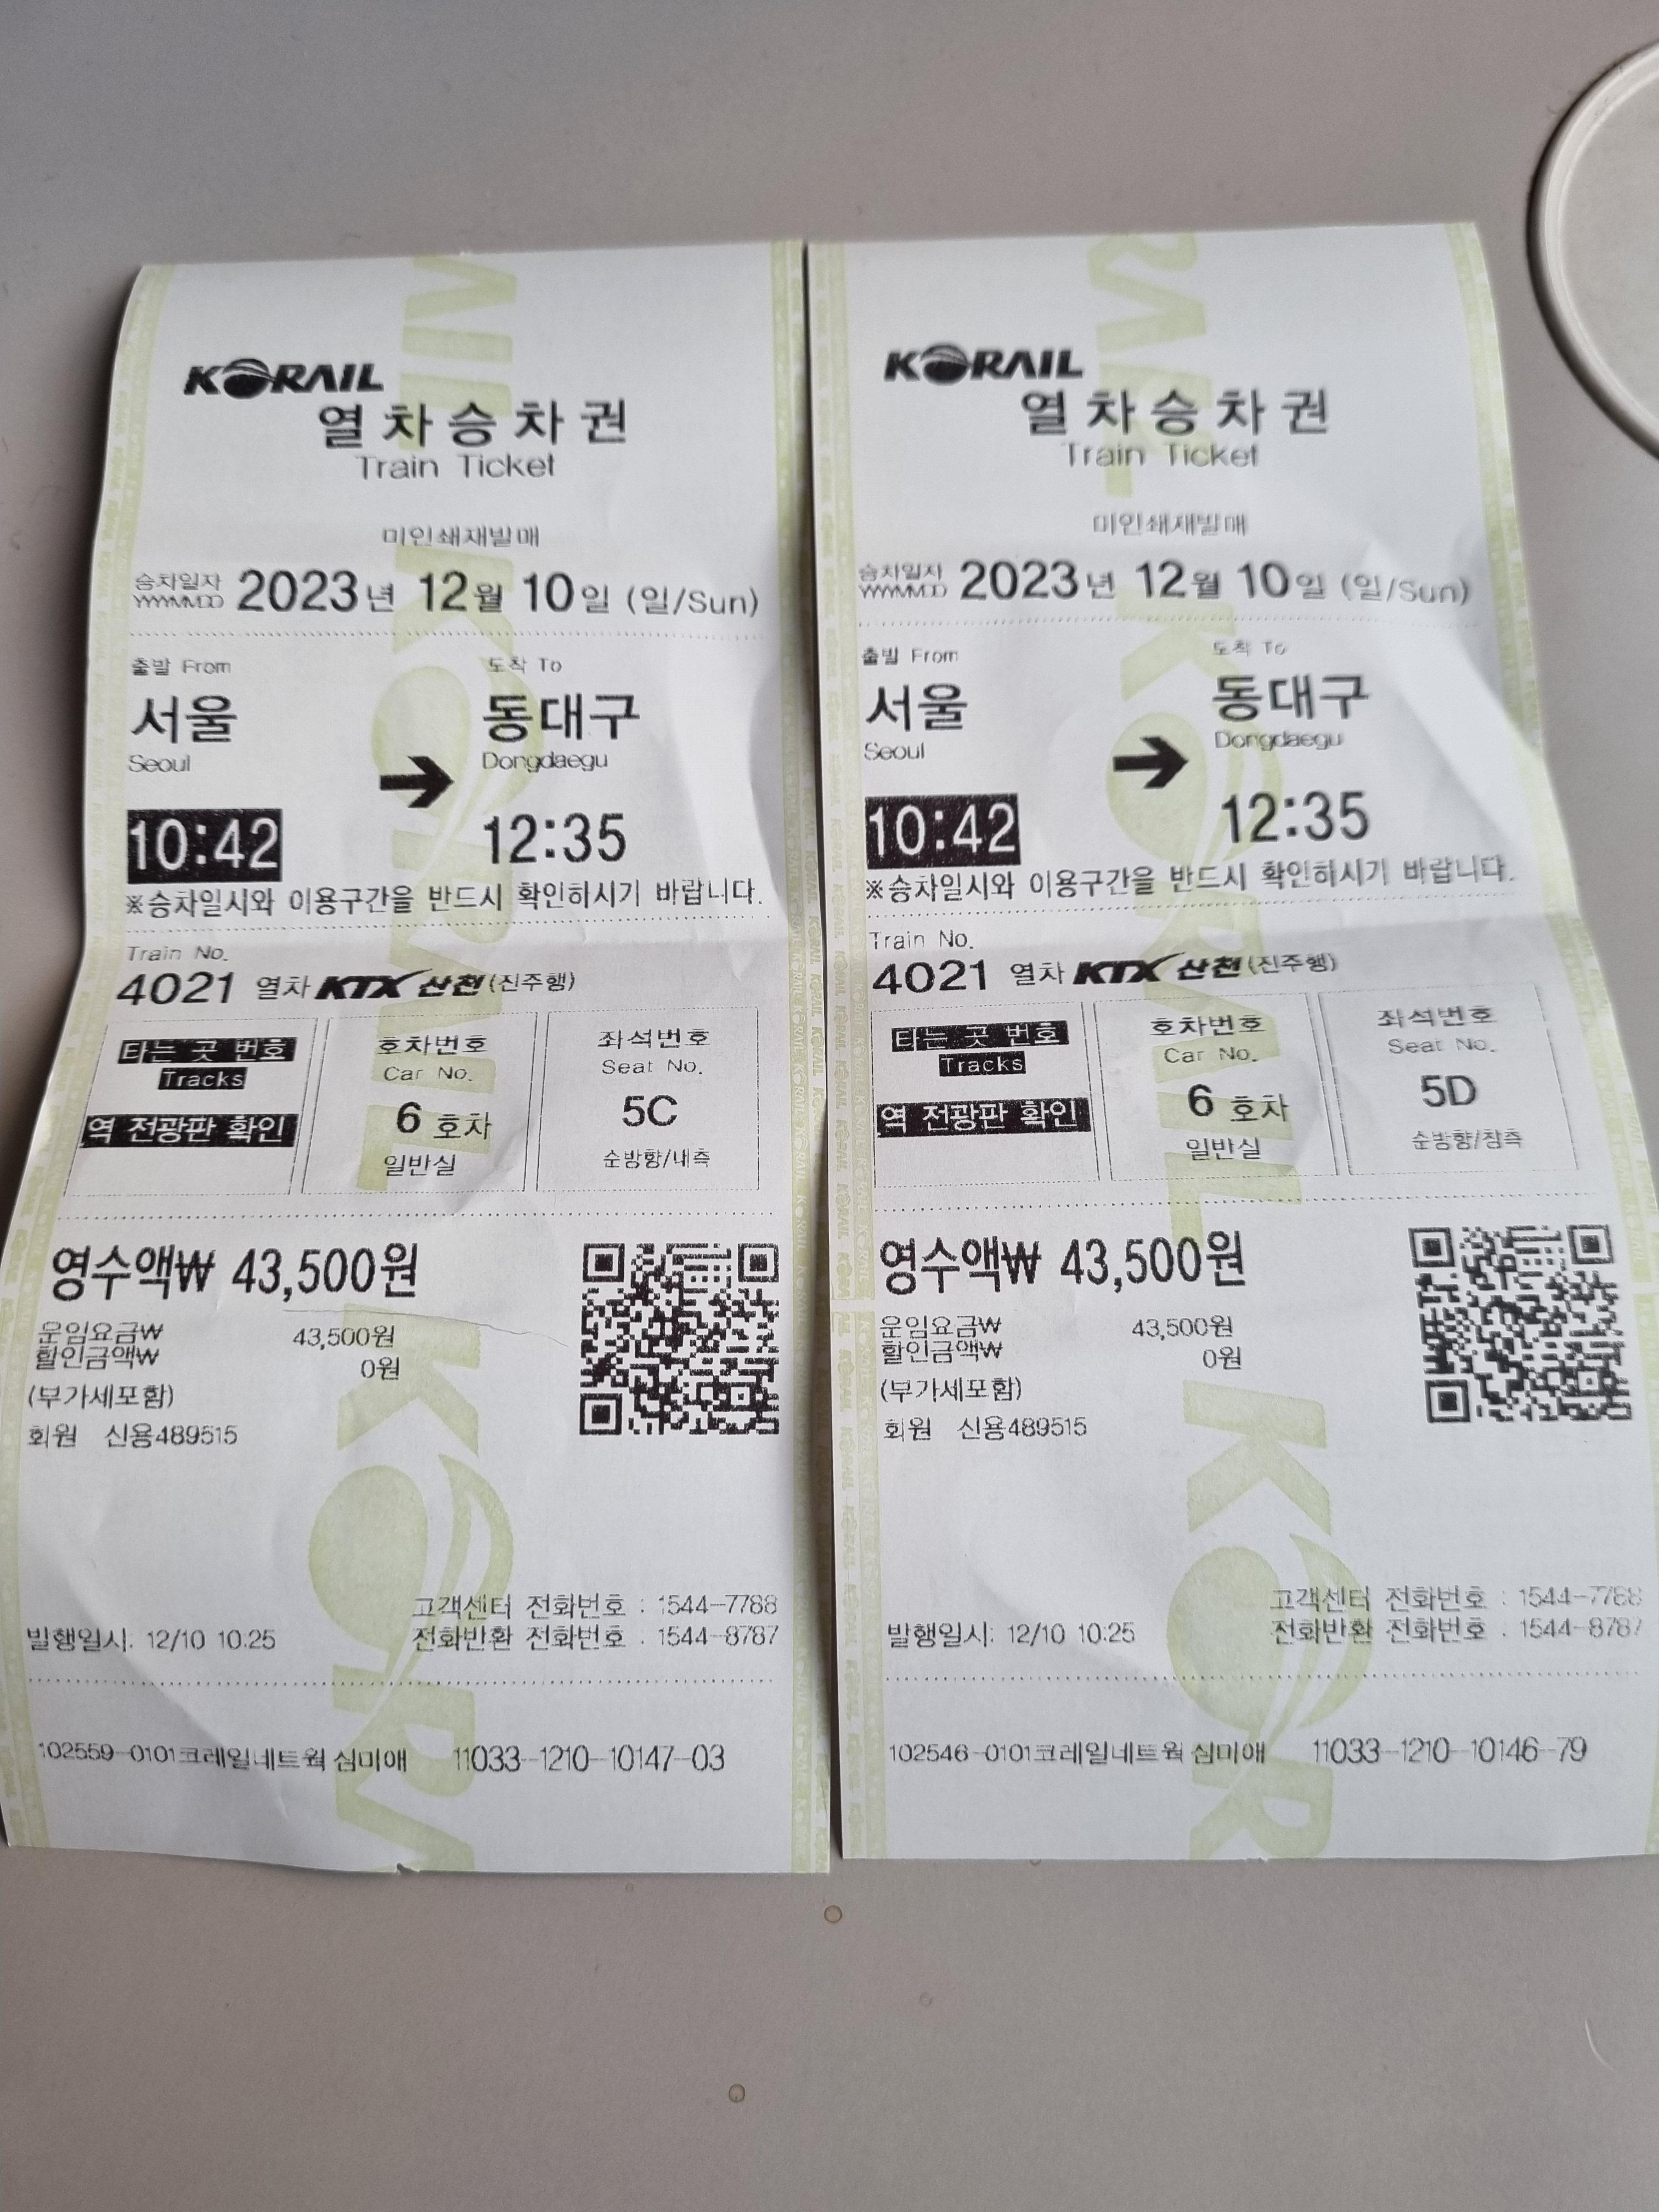 KORAIL
열차승차권
Train Ticket
미인쇄재발매
승차일자 YYYYMMDD 2023년 12월 10일 (일/Sun)
출발 From 도착 To
서울 동대구
Seoul → Dongdaegu
10:42 12:35
※승차일시와 이용구간을 반드시 확인하시기 바랍니다.
Train No.
4021 열차 KTX 산천(진주행)
타는 곳 번호 호차번호 좌석번호
Tracks Car No. Seat No.
역 전광판 확인 6 호차 5C
일반실 순방향/내측
영수액₩ 43,500원
운임요금₩ 43,500원
할인금액₩ 0원
(부가세포함)
회원 신용489515
고객센터 전화번호 : 1544-7788
발행일시: 12/10 10:25 전화반환 전화번호 : 1544-8787
102559-0101코레일네트웍 심미애 11033-1210-10147-03
KORAIL
열차승차권
Train Ticket
미인쇄재발매
승차일자 YYYYMMDD 2023년 12월 10일 (일/Sun)
출발 From 도착 To
서울 동대구
Seoul → Dongdaegu
10:42 12:35
※승차일시와 이용구간을 반드시 확인하시기 바랍니다.
Train No.
4021 열차 KTX 산천(진주행)
타는 곳 번호 호차번호 좌석번호
Tracks Car No. Seat No.
역 전광판 확인 6 호차 5D
일반실 순방향/창측
영수액₩ 43,500원
운임요금₩ 43,500원
할인금액₩ 0원
(부가세포함)
회원 신용489515
고객센터 전화번호 : 1544-7788
발행일시: 12/10 10:25 전화반환 전화번호 : 1544-8787
102546-0101코레일네트웍 심미애 11033-1210-10146-79